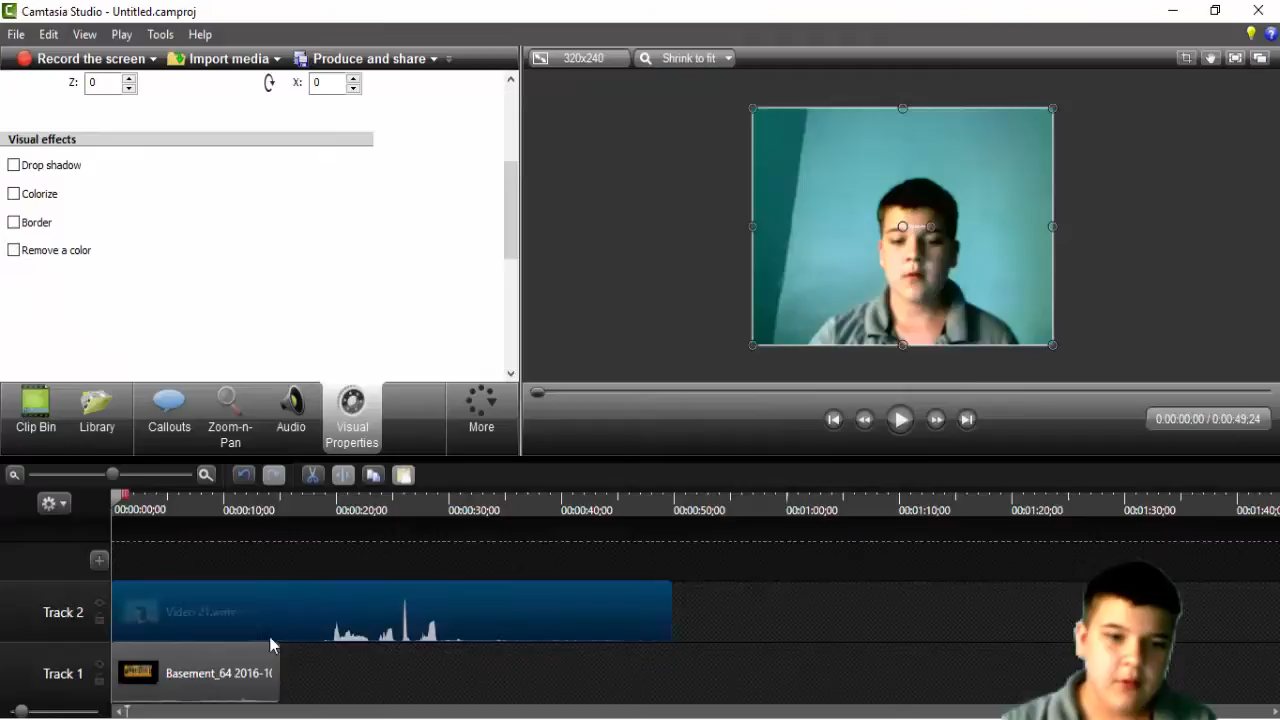 Camtasia Studio - Untitled.camproj
File Edit View Play Tools Help
Record the screen Import media Produce and share
320x240 Shrink to fit
Z: 0 X: 0
Visual effects
Drop shadow
Colorize
Border
Remove a color
Clip Bin Library Callouts Zoom-n-Pan Audio Visual Properties More
0:00:00;00 / 0:00:49;24
00:00:00;00 00:00:10;00 00:00:20;00 00:00:30;00 00:00:40;00 00:00:50;00 00:01:00;00 00:01:10;00 00:01:20;00 00:01:30;00 00:01:40;0
Track 2 Video 21.wmv
Track 1 Basement_64 2016-10